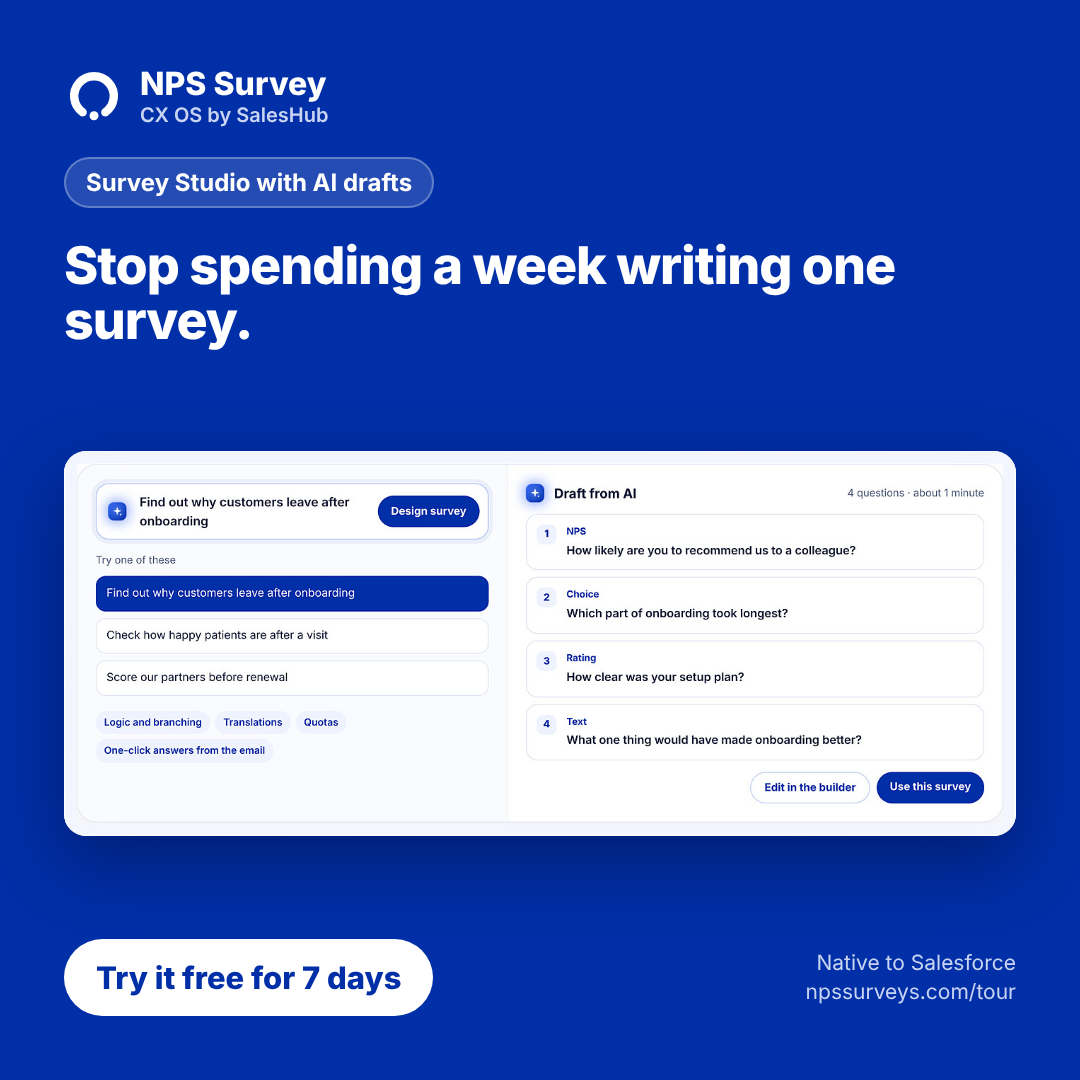 NPS Survey
CX OS by SalesHub
Survey Studio with AI drafts
Stop spending a week writing one
survey.
Find out why customers leave after
onboarding
Design survey
Try one of these
Find out why customers leave after onboarding
Check how happy patients are after a visit
Score our partners before renewal
Logic and branching
Translations
Quotas
One-click answers from the email
Draft from AI
4 questions · about 1 minute
1
NPS
How likely are you to recommend us to a colleague?
2
Choice
Which part of onboarding took longest?
3
Rating
How clear was your setup plan?
4
Text
What one thing would have made onboarding better?
Edit in the builder
Use this survey
Try it free for 7 days
Native to Salesforce
npssurveys.com/tour